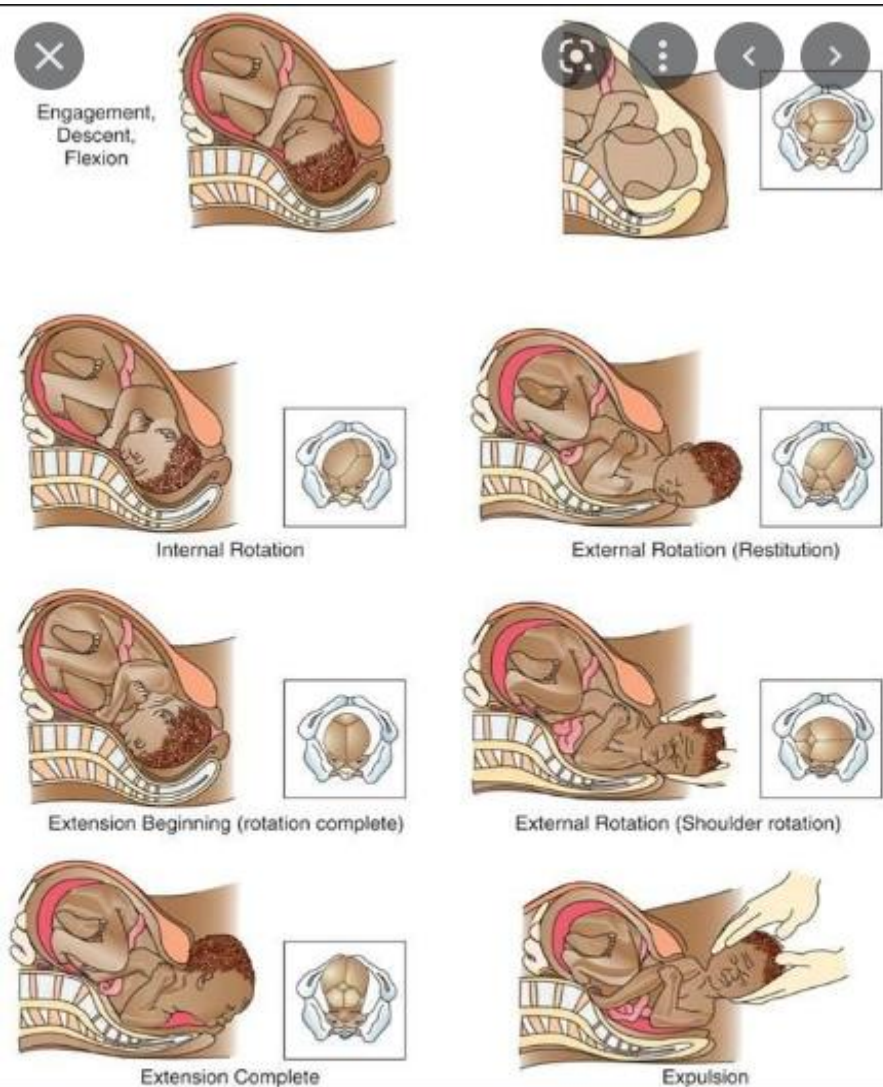 Engagement,
Descent,
Flexion
Internal Rotation
External Rotation (Restitution)
Extension Beginning (rotation complete)
External Rotation (Shoulder rotation)
Extension Complete
Expulsion